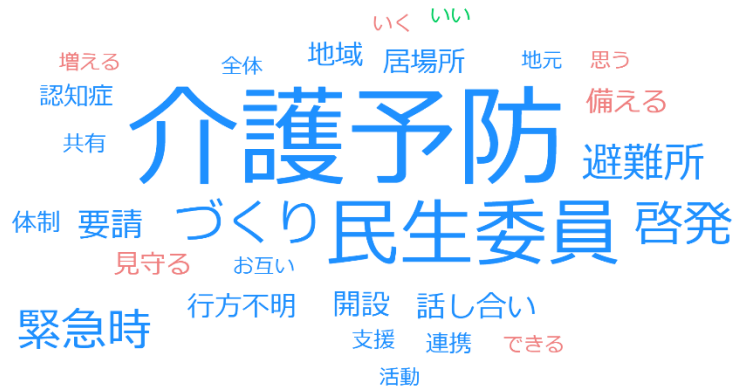 いく いい
増える 全体 地域 居場所 地元 思う
認知症 介護予防 備える
共有 避難所
体制 要請 づくり 民生委員 啓発
見守る お互い
緊急時 行方不明 開設 話し合い
支援 連携 できる
活動